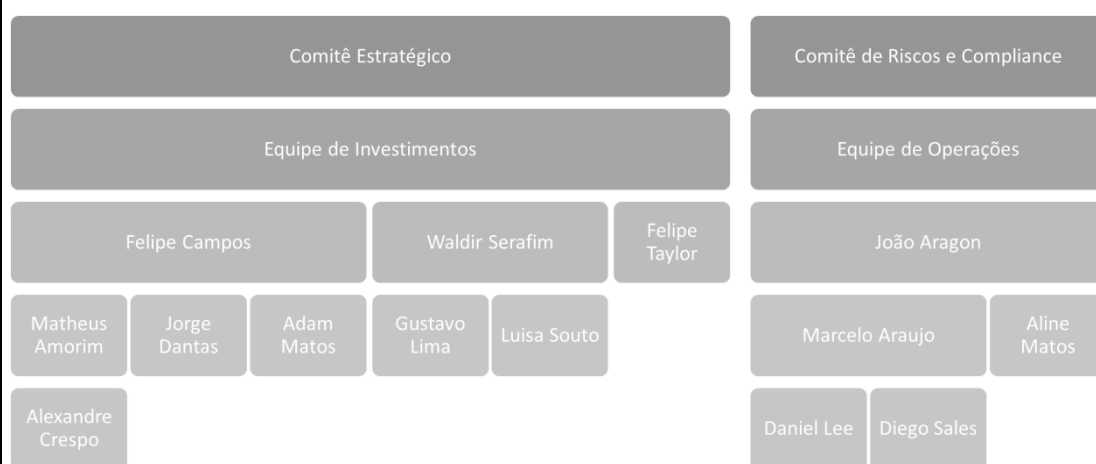 Comitê Estratégico
Comitê de Riscos e Compliance
Equipe de Investimentos
Equipe de Operações
Felipe Campos
Waldir Serafim
Felipe
Taylor
João Aragon
Matheus
Amorim
Jorge
Dantas
Adam
Matos
Gustavo
Lima
Luisa Souto
Marcelo Araujo
Aline
Matos
Alexandre
Crespo
Daniel Lee
Diego Sales